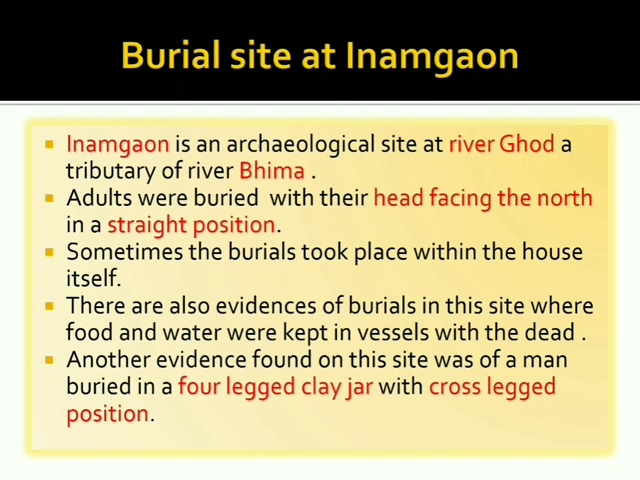 Burial site at Inamgaon
Inamgaon is an archaeological site at river Ghod a
tributary of river Bhima .
Adults were buried  with their head facing the north
in a straight position.
Sometimes the burials took place within the house
itself.
There are also evidences of burials in this site where
food and water were kept in vessels with the dead .
Another evidence found on this site was of a man
buried in a four legged clay jar with cross legged
position.